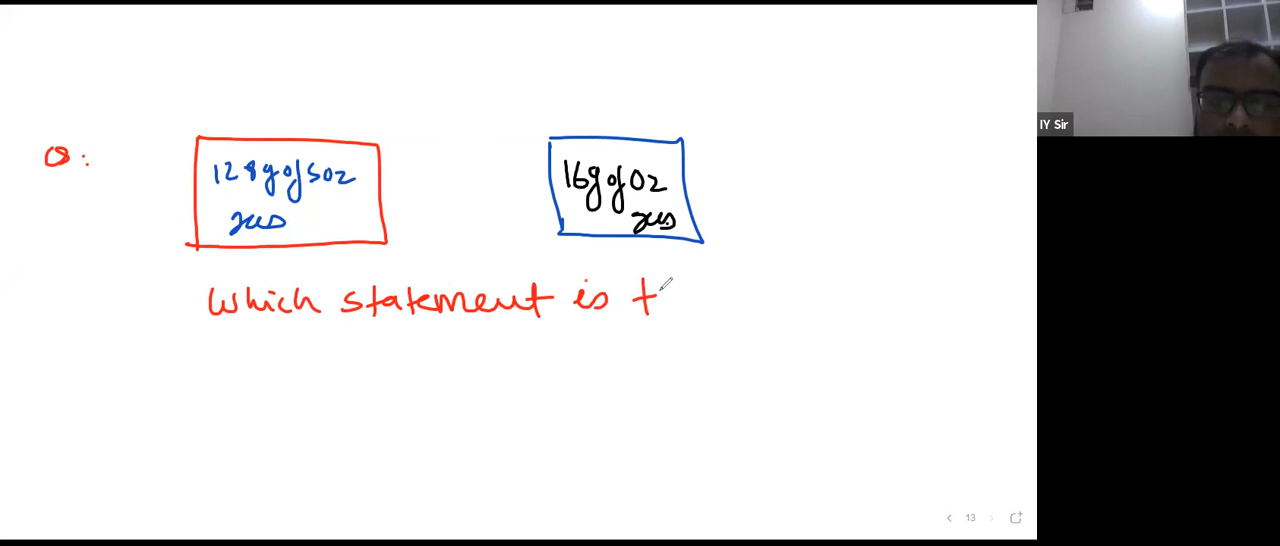 Q:
128g of SO2
gas
16g of O2
gas
which statement is t
IY Sir
13